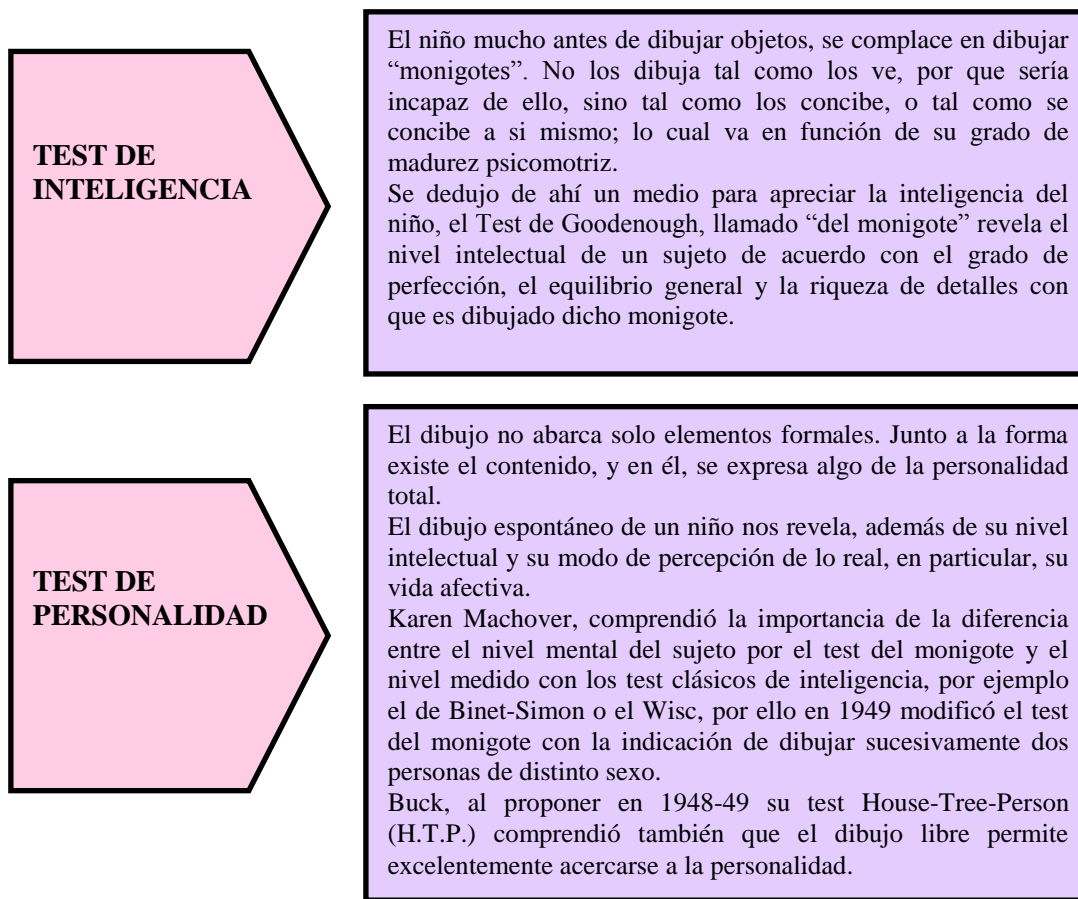 TEST DE
INTELIGENCIA
El niño mucho antes de dibujar objetos, se complace en dibujar
“monigotes”. No los dibuja tal como los ve, por que sería
incapaz de ello, sino tal como los concibe, o tal como se
concibe a si mismo; lo cual va en función de su grado de
madurez psicomotriz.
Se dedujo de ahí un medio para apreciar la inteligencia del
niño, el Test de Goodenough, llamado “del monigote” revela el
nivel intelectual de un sujeto de acuerdo con el grado de
perfección, el equilibrio general y la riqueza de detalles con
que es dibujado dicho monigote.
TEST DE
PERSONALIDAD
El dibujo no abarca solo elementos formales. Junto a la forma
existe el contenido, y en él, se expresa algo de la personalidad
total.
El dibujo espontáneo de un niño nos revela, además de su nivel
intelectual y su modo de percepción de lo real, en particular, su
vida afectiva.
Karen Machover, comprendió la importancia de la diferencia
entre el nivel mental del sujeto por el test del monigote y el
nivel medido con los test clásicos de inteligencia, por ejemplo
el de Binet-Simon o el Wisc, por ello en 1949 modificó el test
del monigote con la indicación de dibujar sucesivamente dos
personas de distinto sexo.
Buck, al proponer en 1948-49 su test House-Tree-Person
(H.T.P.) comprendió también que el dibujo libre permite
excelentemente acercarse a la personalidad.